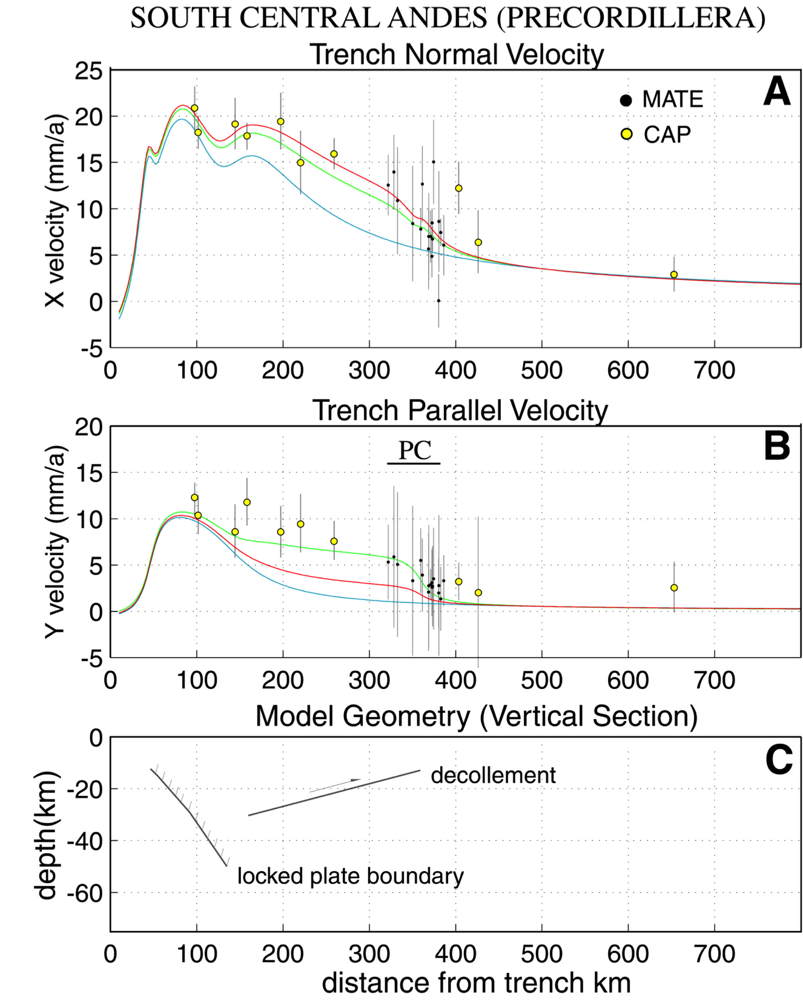 SOUTH CENTRAL ANDES (PRECORDILLERA)
Trench Normal Velocity
A
MATE
CAP
X velocity (mm/a)
25
20
15
10
5
0
-5
0 100 200 300 400 500 600 700
Trench Parallel Velocity
B
PC
Y velocity (mm/a)
20
15
10
5
0
-5
0 100 200 300 400 500 600 700
Model Geometry (Vertical Section)
C
decollement
locked plate boundary
depth(km)
0
-20
-40
-60
0 100 200 300 400 500 600 700
distance from trench km